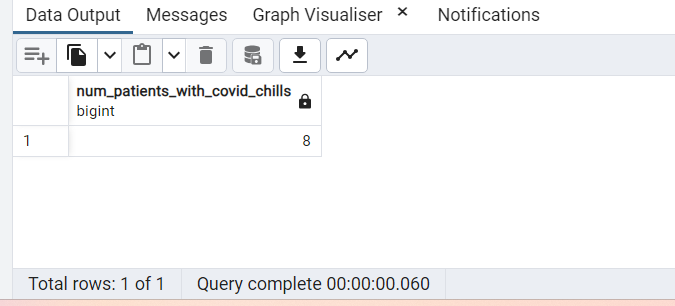 Data Output Messages Graph Visualiser × Notifications
num_patients_with_covid_chills
bigint
1 8
Total rows: 1 of 1 Query complete 00:00:00.060